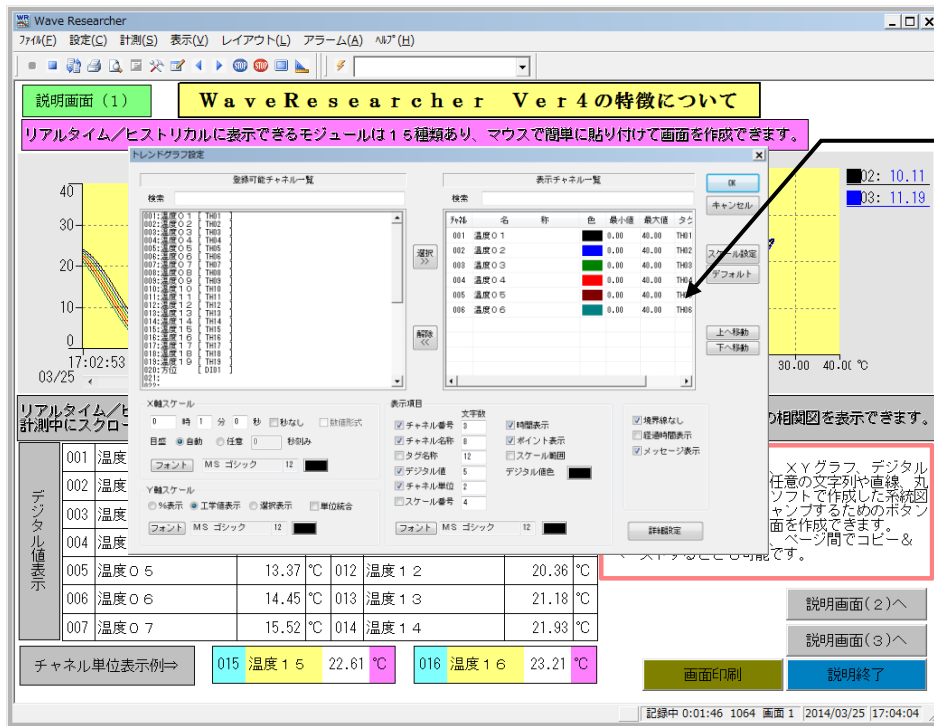 Wave Researcher
ファイル(F) 設定(C) 計測(S) 表示(V) レイアウト(L) アラーム(A) ヘルプ(H)
説明画面（１） ＷａｖｅＲｅｓｅａｒｃｈｅｒ Ｖｅｒ４の特徴について
リアルタイム／ヒストリカルに表示できるモジュールは１５種類あり、マウスで簡単に貼り付けて画面を作成できます。
トレンドグラフ設定
登録可能チャネル一覧
検索
001:温度０１ [ TH01 ]
002:温度０２ [ TH02 ]
003:温度０３ [ TH03 ]
004:温度０４ [ TH04 ]
005:温度０５ [ TH05 ]
006:温度０６ [ TH06 ]
007:温度０７ [ TH07 ]
008:温度０８ [ TH08 ]
009:温度０９ [ TH09 ]
010:温度１０ [ TH10 ]
011:温度１１ [ TH11 ]
012:温度１２ [ TH12 ]
013:温度１３ [ TH13 ]
014:温度１４ [ TH14 ]
015:温度１５ [ TH15 ]
016:温度１６ [ TH16 ]
017:温度１７ [ TH17 ]
018:温度１８ [ TH18 ]
019:温度１９ [ TH19 ]
020:方位 [ DI01 ]
021:
選択
>>
解除
<<
表示チャネル一覧
検索
ﾁｬﾈﾙ 名 称 色 最小値 最大値 タグ
001 温度０１ 0.00 40.00 TH01
002 温度０２ 0.00 40.00 TH02
003 温度０３ 0.00 40.00 TH03
004 温度０４ 0.00 40.00 TH04
005 温度０５ 0.00 40.00
006 温度０６ 0.00 40.00 TH06
OK
キャンセル
スケール設定
デフォルト
上へ移動
下へ移動
02: 10.11
03: 11.19
40
30
20
10
0
17:02:53
03/25
30.00 40.0( ℃
X軸スケール
0 時 1 分 0 秒 秒なし 数値形式
目盛 自動 任意 0 秒刻み
フォント ＭＳ ゴシック 12
Y軸スケール
%表示 工学値表示 選択表示 単位統合
フォント ＭＳ ゴシック 12
表示項目
文字数
チャネル番号 3 時間表示 境界線なし
チャネル名称 8 ポイント表示 経過時間表示
タグ名称 12 スケール範囲 メッセージ表示
デジタル値 5 デジタル値色
チャネル単位 2
スケール番号 4
フォント ＭＳ ゴシック 12
詳細設定
リアルタイム／ヒ
計測中にスクロー
の相関図を表示できます。
デジタル値表示
001 温度
002 温度
003 温度
004 温度
005 温度０５ 13.37 ℃ 012 温度１２ 20.36 ℃
006 温度０６ 14.45 ℃ 013 温度１３ 21.18 ℃
007 温度０７ 15.52 ℃ 014 温度１４ 21.93 ℃
、ＸＹグラフ、デジタル
任意の文字列や直線、丸
ソフトで作成した系統図
ャンプするためのボタン
面を作成できます。
、ページ間でコピー＆
ペーストすることも可能です。
チャネル単位表示例⇒ 015 温度１５ 22.61 ℃ 016 温度１６ 23.21 ℃
説明画面(２)へ
説明画面(３)へ
画面印刷 説明終了
記録中 0:01:46 1064 画面 1 2014/03/25 17:04:04